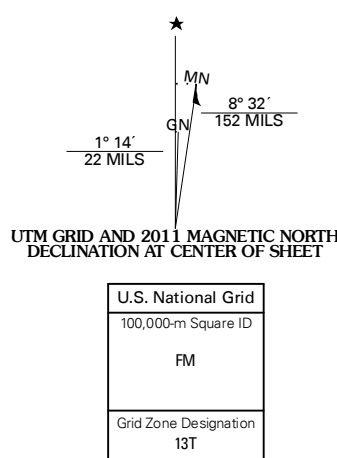 MN
8° 32´
152 MILS
GN
1° 14´
22 MILS
UTM GRID AND 2011 MAGNETIC NORTH
DECLINATION AT CENTER OF SHEET
U.S. National Grid
100,000-m Square ID
FM
Grid Zone Designation
13T